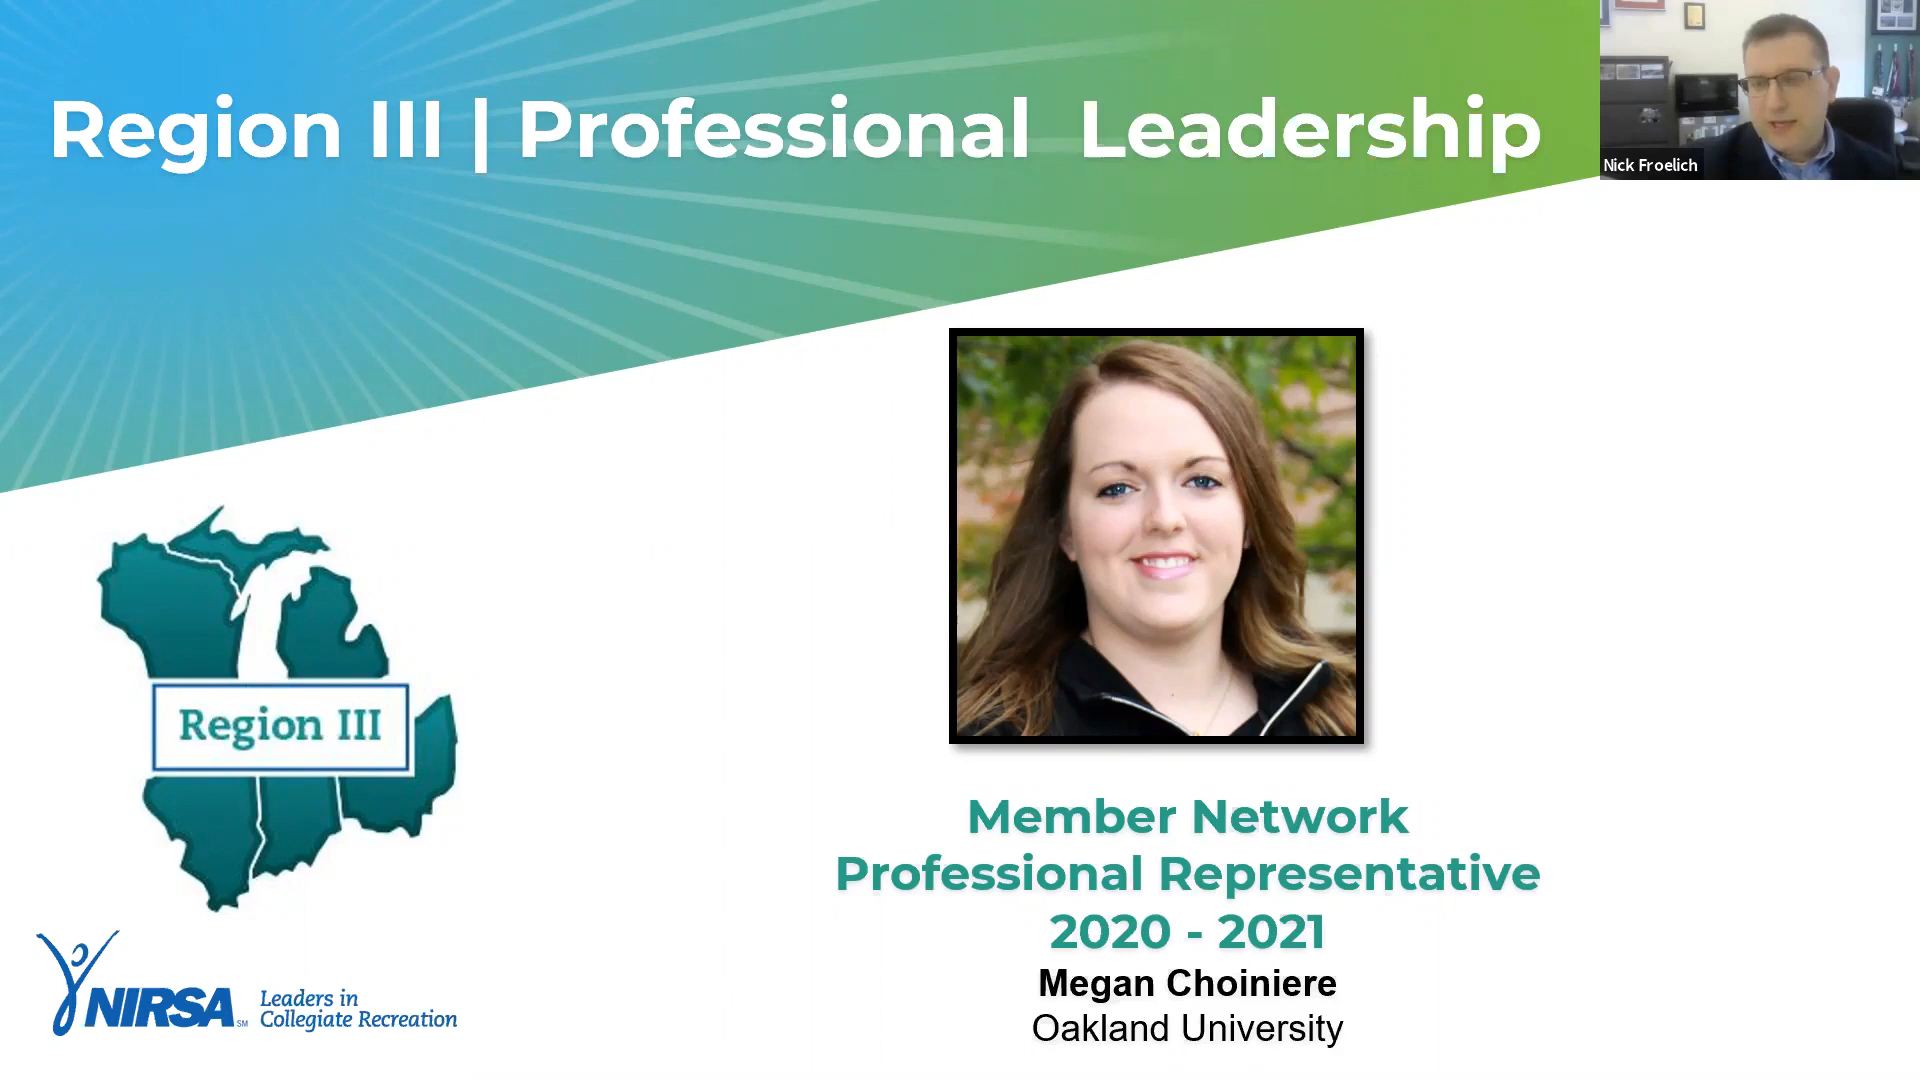 Region III | Professional  Leadership
Nick Froelich
Region III
Member Network
Professional Representative
2020 - 2021
Megan Choiniere
Oakland University
NIRSA SM
Leaders in
Collegiate Recreation